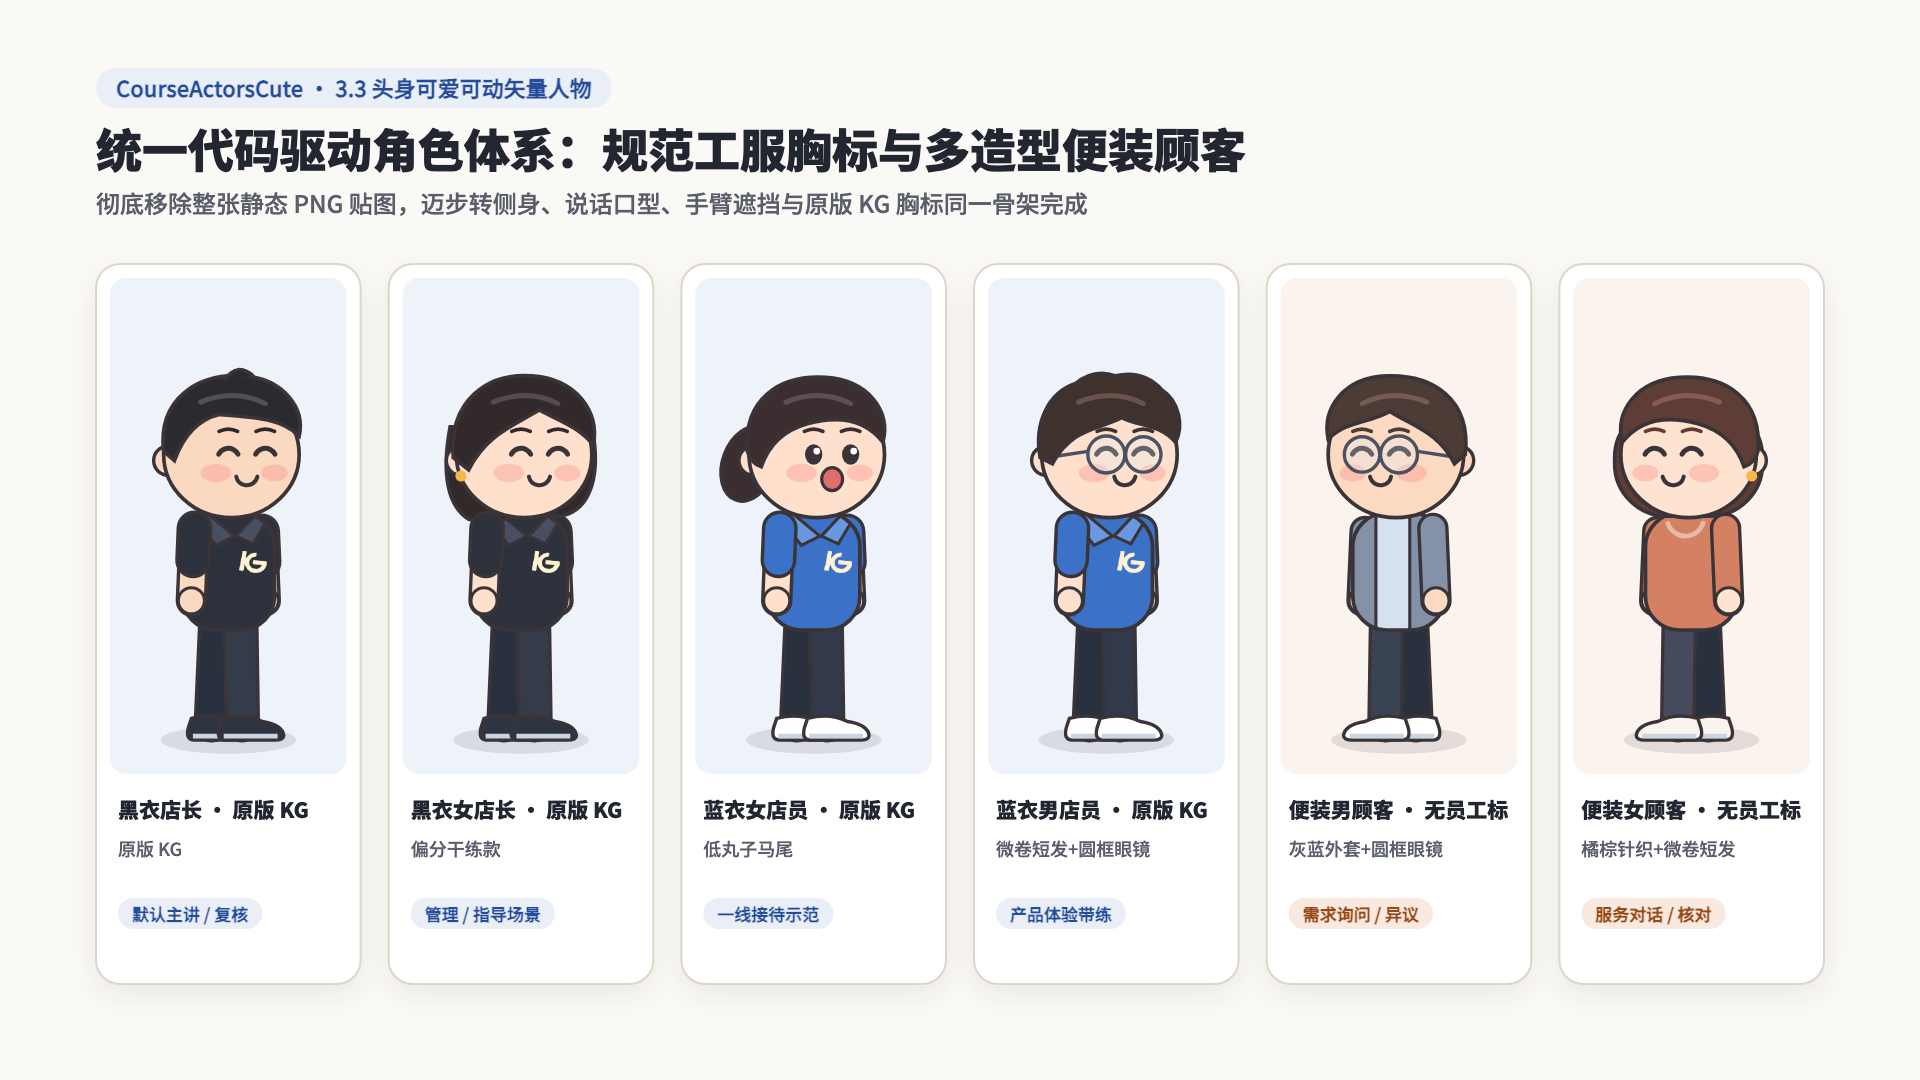 CourseActorsCute · 3.3 头身可爱可动矢量人物
统一代码驱动角色体系：规范工服胸标与多造型便装顾客
彻底移除整张静态 PNG 贴图，迈步转侧身、说话口型、手臂遮挡与原版 KG 胸标同一骨架完成
KG
KG
KG
KG
黑衣店长 · 原版 KG
原版 KG
默认主讲 / 复核
黑衣女店长 · 原版 KG
偏分干练款
管理 / 指导场景
蓝衣女店员 · 原版 KG
低丸子马尾
一线接待示范
蓝衣男店员 · 原版 KG
微卷短发+圆框眼镜
产品体验带练
便装男顾客 · 无员工标
灰蓝外套+圆框眼镜
需求询问 / 异议
便装女顾客 · 无员工标
橘棕针织+微卷短发
服务对话 / 核对